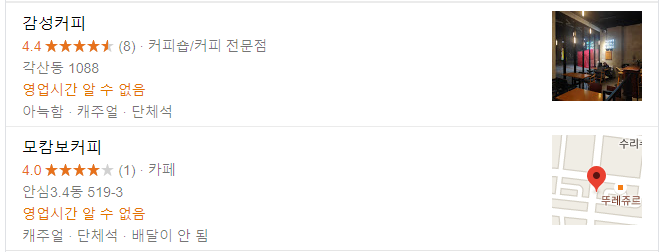 감성커피
4.4 (8) · 커피숍/커피 전문점
각산동 1088
영업시간 알 수 없음
아늑함 · 캐주얼 · 단체석
모캄보커피
4.0 (1) · 카페
안심3.4동 519-3
영업시간 알 수 없음
캐주얼 · 단체석 · 배달이 안 됨
수리
뚜레쥬르